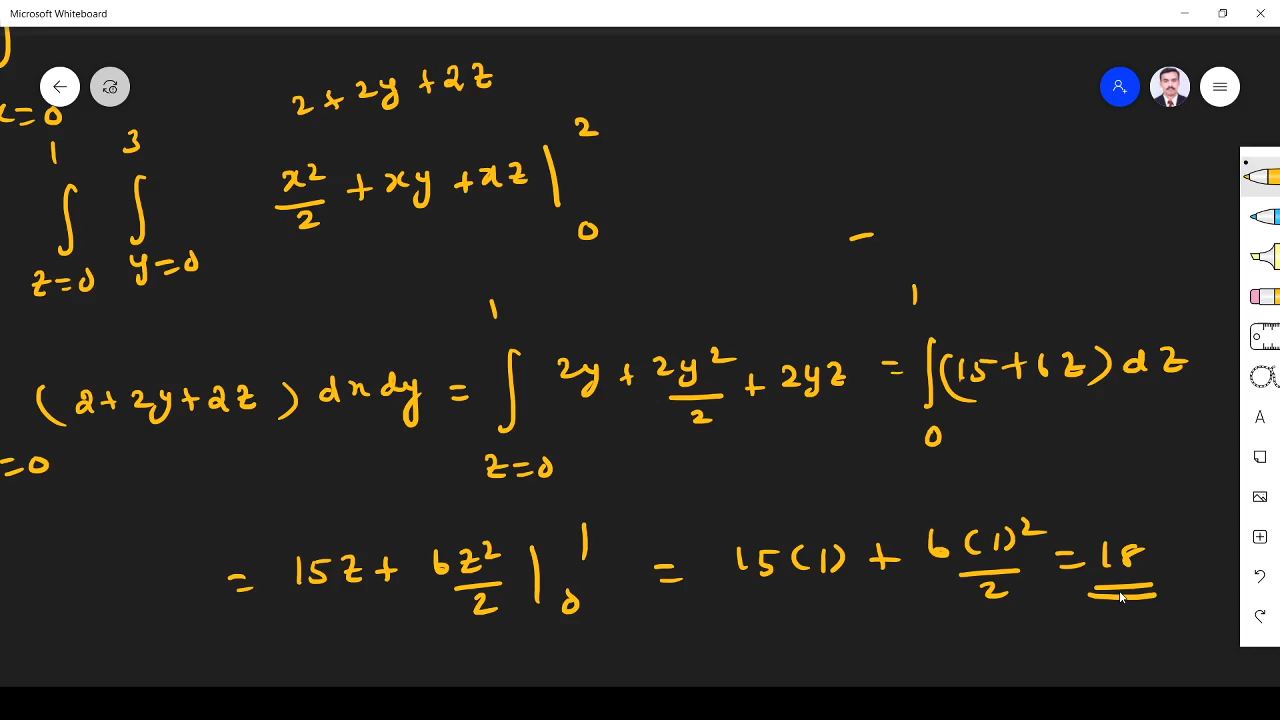 Microsoft Whiteboard
2 + 2y + 2z
x = 0
1 3 2
∫ ∫ x2/2 + xy + xz |
z = 0 y = 0 0
–
1 1
(2 + 2y + 2z) dx dy = ∫ 2y + 2y²/2 + 2yz = ∫ (15 + 6z) dz
= 0 z = 0 0
= 15z + 6z²/2 |₀¹ = 15(1) + 6(1)²/2 = 18
A